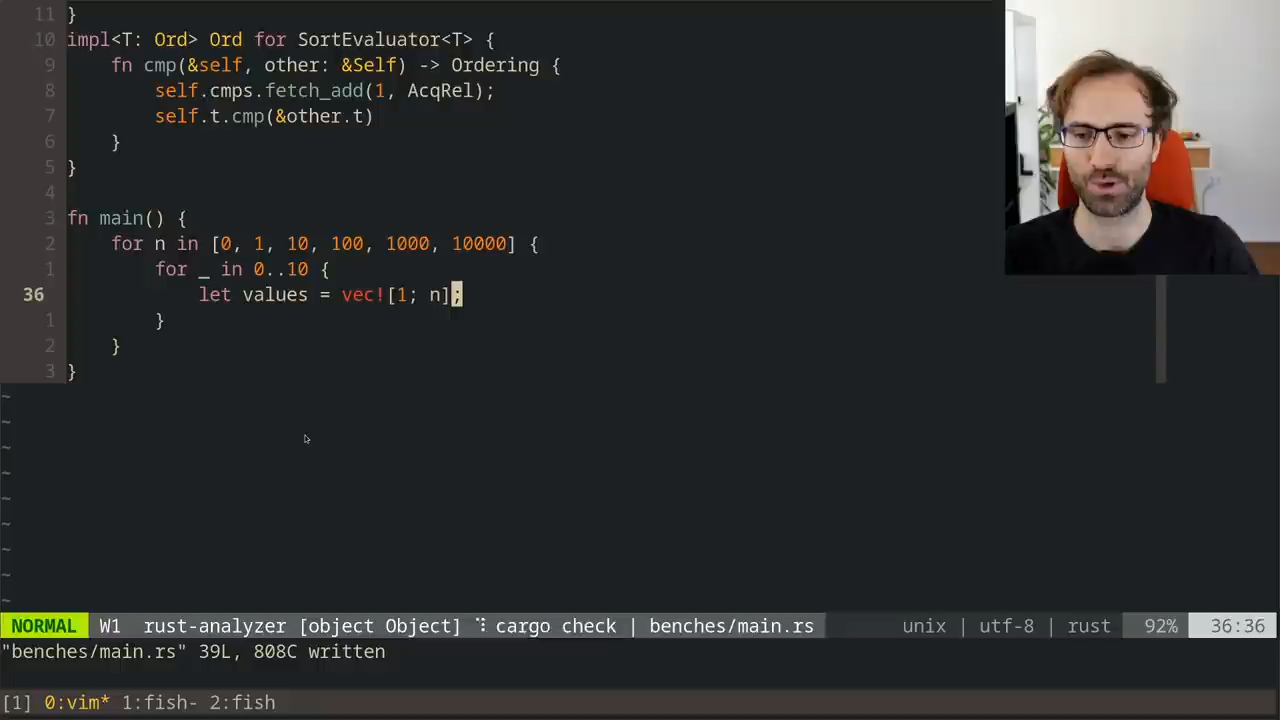 11 }
10 impl<T: Ord> Ord for SortEvaluator<T> {
9     fn cmp(&self, other: &Self) -> Ordering {
8         self.cmps.fetch_add(1, AcqRel);
7         self.t.cmp(&other.t)
6     }
5 }
4
3 fn main() {
2     for n in [0, 1, 10, 100, 1000, 10000] {
1         for _ in 0..10 {
36             let values = vec![1; n];
1         }
2     }
3 }
~
~
~
~
~
~
~
~
~
NORMAL W1 rust-analyzer [object Object] ⠹ cargo check | benches/main.rs unix | utf-8 | rust 92% 36:36
"benches/main.rs" 39L, 808C written
[1] 0:vim* 1:fish- 2:fish